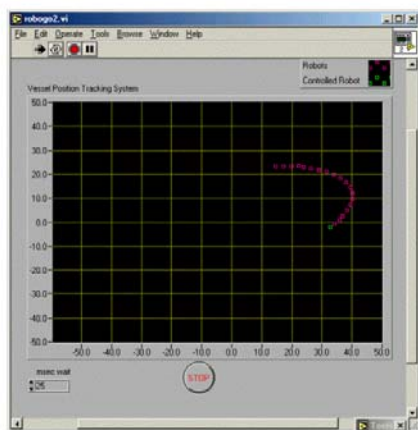 robogo2.vi
File Edit Operate Tools Browse Window Help
Robots
Controlled Robot
Vessel Position Tracking System
50.0
40.0
30.0
20.0
10.0
0.0
-10.0
-20.0
-30.0
-40.0
-50.0
-50.0 -40.0 -30.0 -20.0 -10.0 0.0 10.0 20.0 30.0 40.0 50.0
msec wait
25
STOP